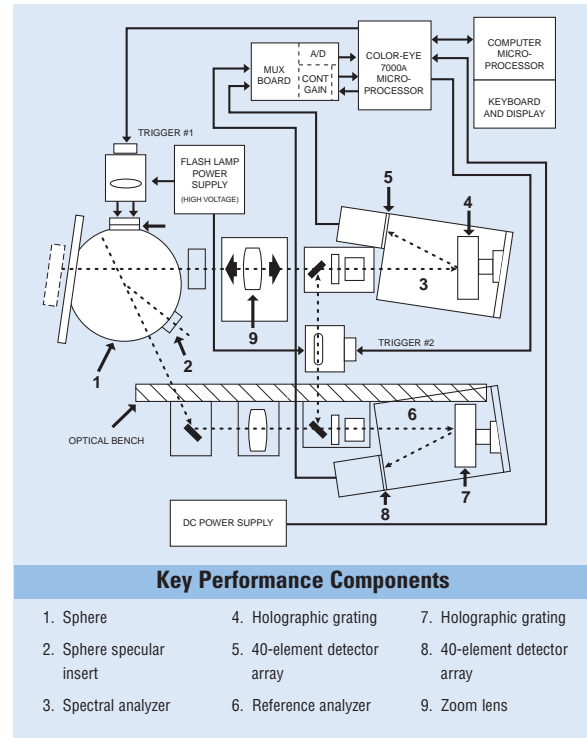 A/D
MUX
BOARD
CONT
GAIN
COLOR-EYE
7000A
MICRO-
PROCESSOR
COMPUTER
MICRO-
PROCESSOR
KEYBOARD
AND DISPLAY
TRIGGER #1
FLASH LAMP
POWER
SUPPLY
(HIGH VOLTAGE)
5
4
3
9
1
2
TRIGGER #2
OPTICAL BENCH
6
7
8
DC POWER SUPPLY
Key Performance Components
1. Sphere
2. Sphere specular
insert
3. Spectral analyzer
4. Holographic grating
5. 40-element detector
array
6. Reference analyzer
7. Holographic grating
8. 40-element detector
array
9. Zoom lens